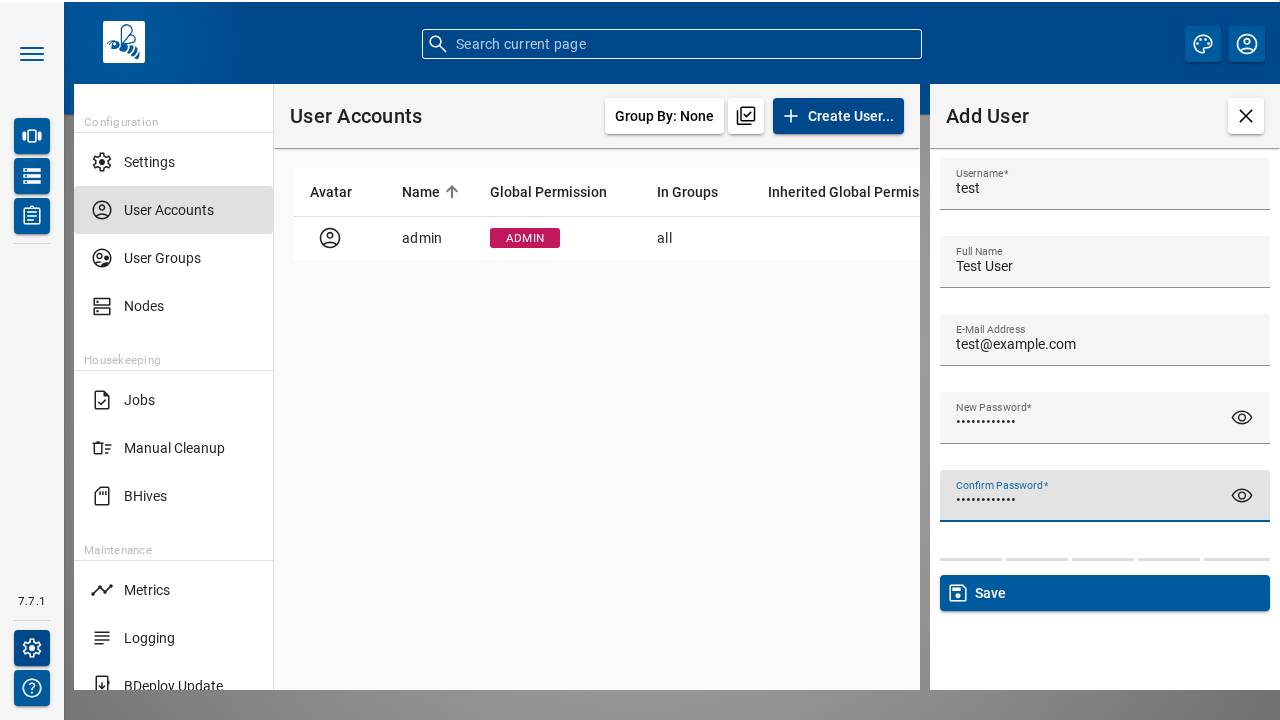 Search current page
Configuration
Settings
User Accounts
User Groups
Nodes
Housekeeping
Jobs
Manual Cleanup
BHives
Maintenance
Metrics
Logging
BDeploy Update
7.7.1
User Accounts
Group By: None
Create User...
Avatar
Name
Global Permission
In Groups
Inherited Global Permis
admin
ADMIN
all
Add User
Username*
test
Full Name
Test User
E-Mail Address
test@example.com
New Password*
••••••••••••
Confirm Password*
••••••••••••
Save